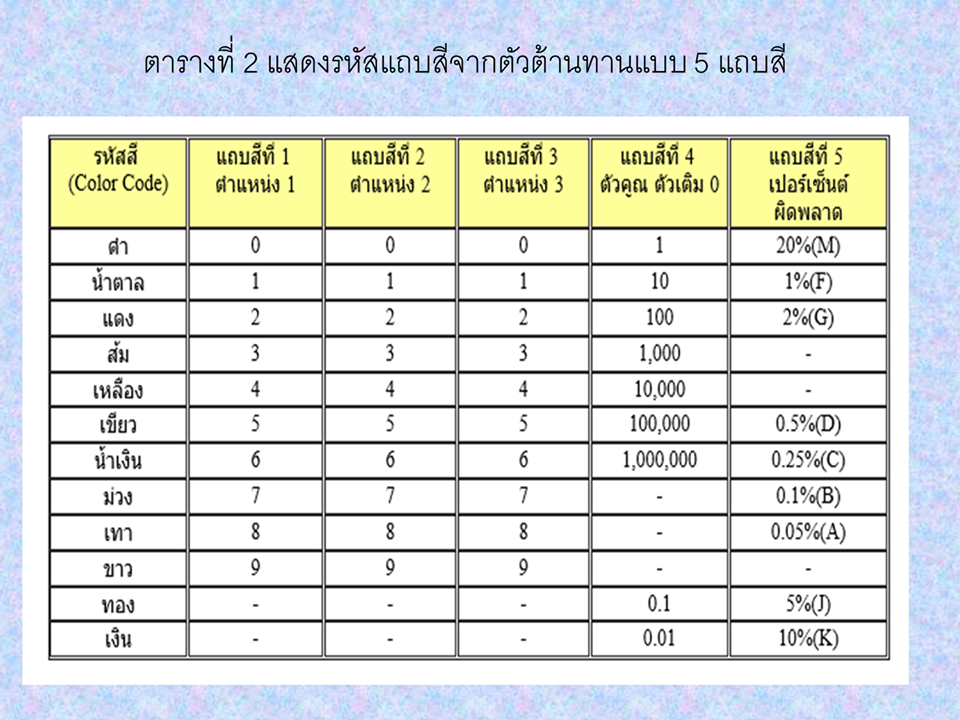 ตารางที่ 2 แสดงรหัสแถบสีจากตัวต้านทานแบบ 5 แถบสี
รหัสสี (Color Code) แถบสีที่ 1 ตำแหน่ง 1 แถบสีที่ 2 ตำแหน่ง 2 แถบสีที่ 3 ตำแหน่ง 3 แถบสีที่ 4 ตัวคูณ ตัวเติม 0 แถบสีที่ 5 เปอร์เซ็นต์ ผิดพลาด
ดำ 0 0 0 1 20%(M)
น้ำตาล 1 1 1 10 1%(F)
แดง 2 2 2 100 2%(G)
ส้ม 3 3 3 1,000 -
เหลือง 4 4 4 10,000 -
เขียว 5 5 5 100,000 0.5%(D)
น้ำเงิน 6 6 6 1,000,000 0.25%(C)
ม่วง 7 7 7 - 0.1%(B)
เทา 8 8 8 - 0.05%(A)
ขาว 9 9 9 - -
ทอง - - - 0.1 5%(J)
เงิน - - - 0.01 10%(K)